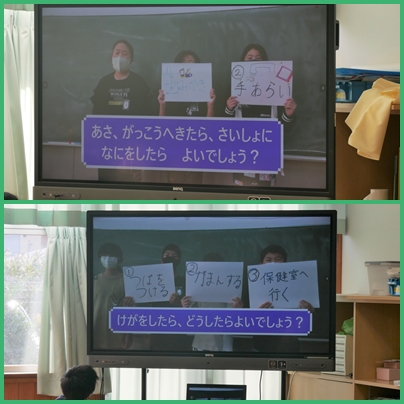 ② 手あらい
あさ、がっこうへきたら、さいしょに
なにをしたら　よいでしょう？
BENQ
①つばを
つける
②がまんする
③保健室へ
行く
けがをしたら、どうしたらよいでしょう？
BENQ